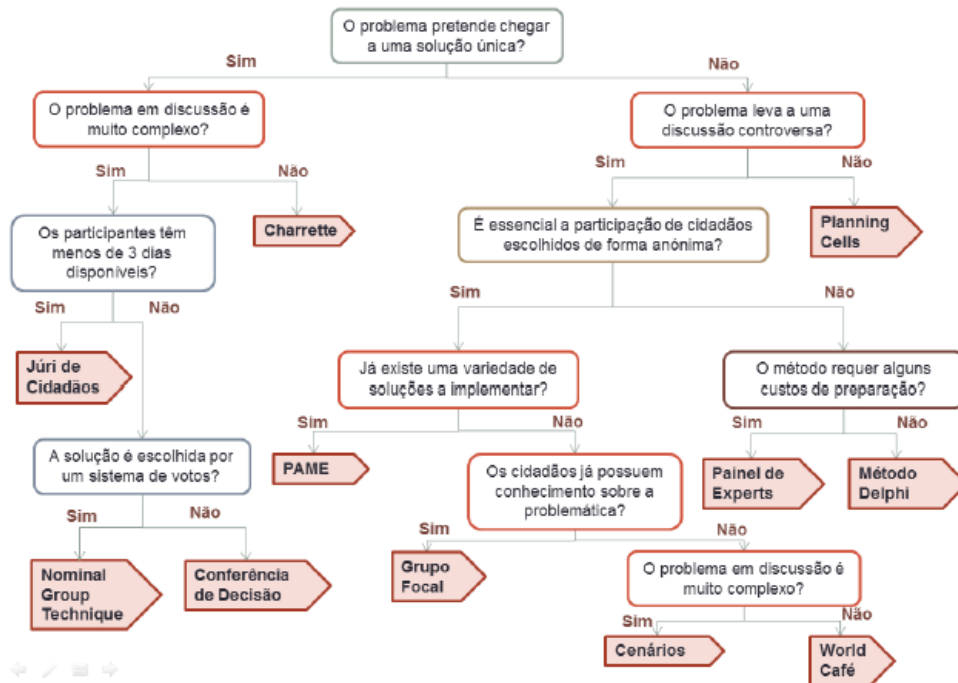 O problema pretende chegar
a uma solução única?
Sim
Não
O problema em discussão é
muito complexo?
O problema leva a uma
discussão controversa?
Sim
Não
Sim
Não
Os participantes têm
menos de 3 dias
disponíveis?
Charrette
É essencial a participação de cidadãos
escolhidos de forma anónima?
Planning
Cells
Sim
Não
Sim
Não
Júri de
Cidadãos
Já existe uma variedade de
soluções a implementar?
O método requer alguns
custos de preparação?
Sim
Não
Sim
Não
A solução é escolhida por
um sistema de votos?
PAME
Os cidadãos já possuem
conhecimento sobre a
problemática?
Painel de
Experts
Método
Delphi
Sim
Não
Sim
Não
Nominal
Group
Technique
Conferência
de Decisão
Grupo
Focal
O problema em discussão é
muito complexo?
Sim
Não
Cenários
World
Café